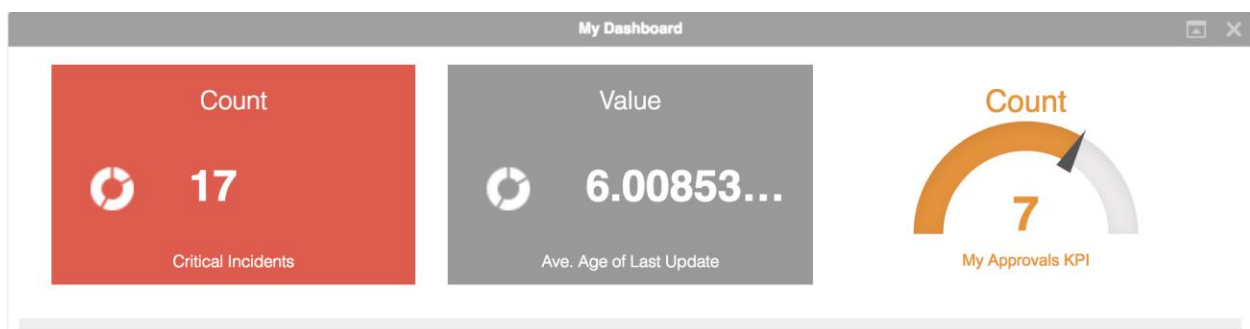 My Dashboard
Count
17
Critical Incidents
Value
6.00853...
Ave. Age of Last Update
Count
7
My Approvals KPI